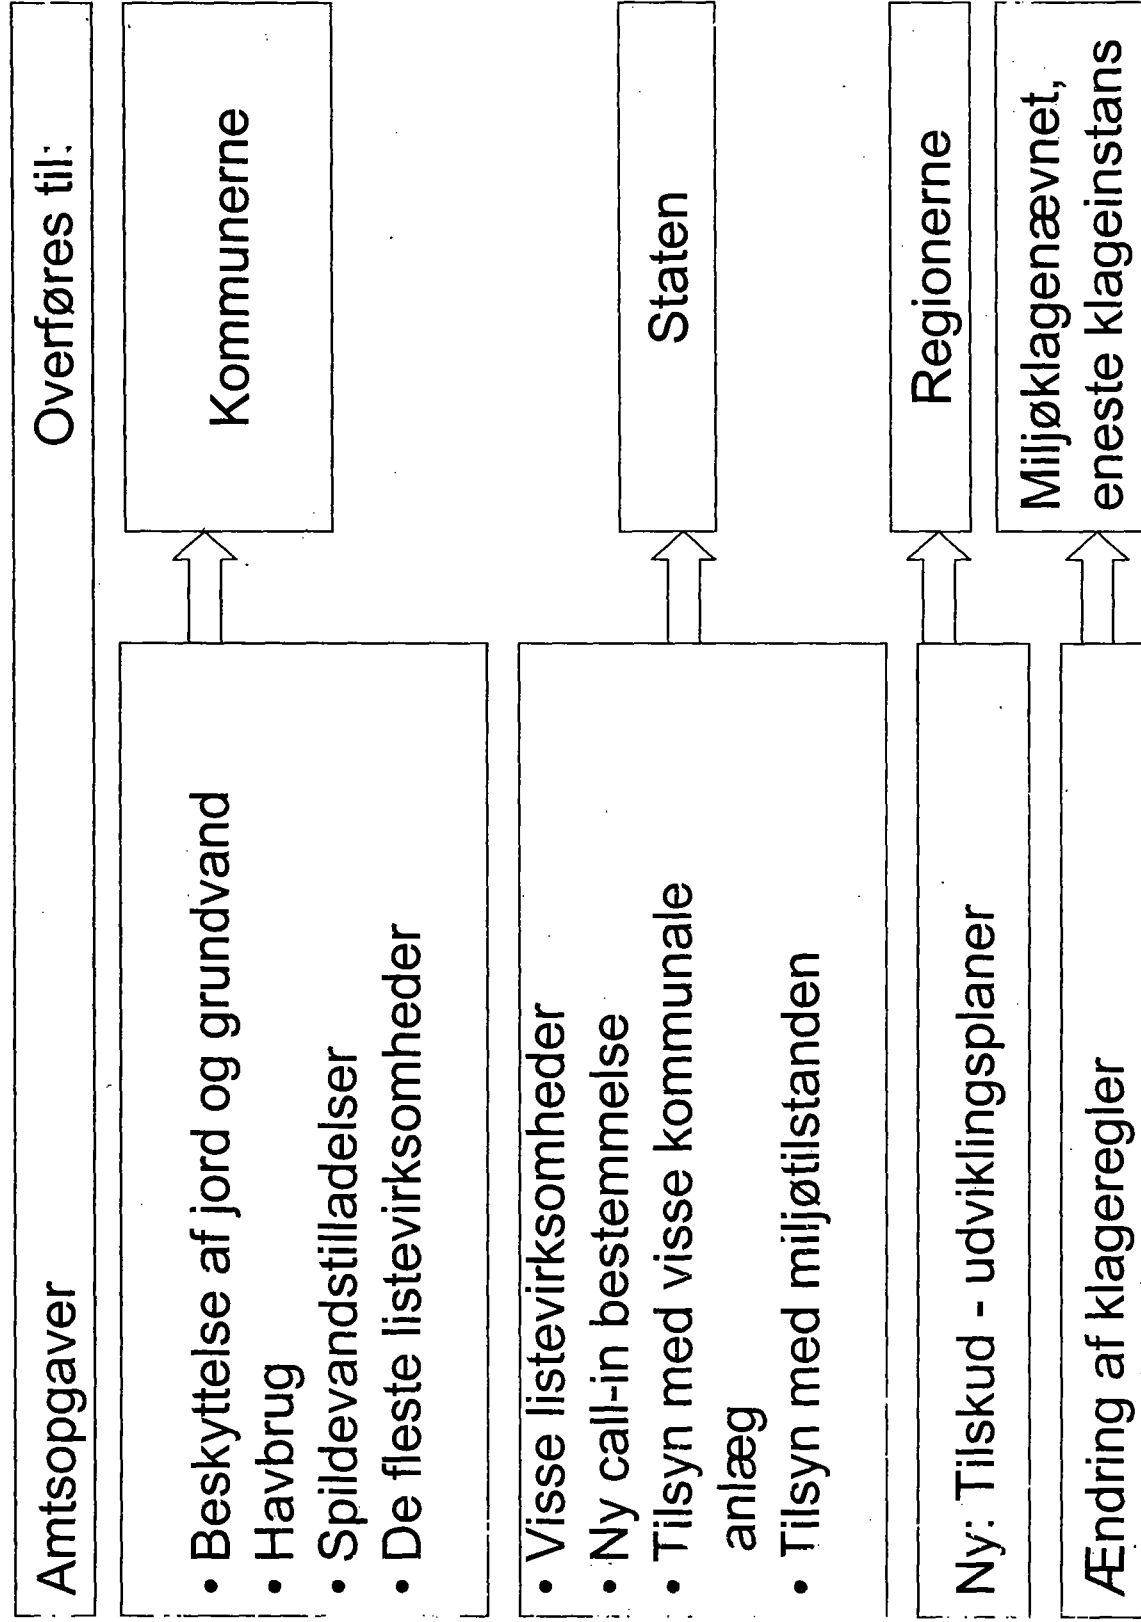 Amtsopgaver
Overføres til:
• Beskyttelse af jord og grundvand
• Havbrug
• Spildevandstilladelser
• De fleste listevirksomheder
Kommunerne
• Visse listevirksomheder
• Ny call-in bestemmelse
• Tilsyn med visse kommunale
anlæg
• Tilsyn med miljøtilstanden
Staten
Ny: Tilskud - udviklingsplaner
Regionerne
Ændring af klageregler
Miljøklagenævnet,
eneste klageinstans